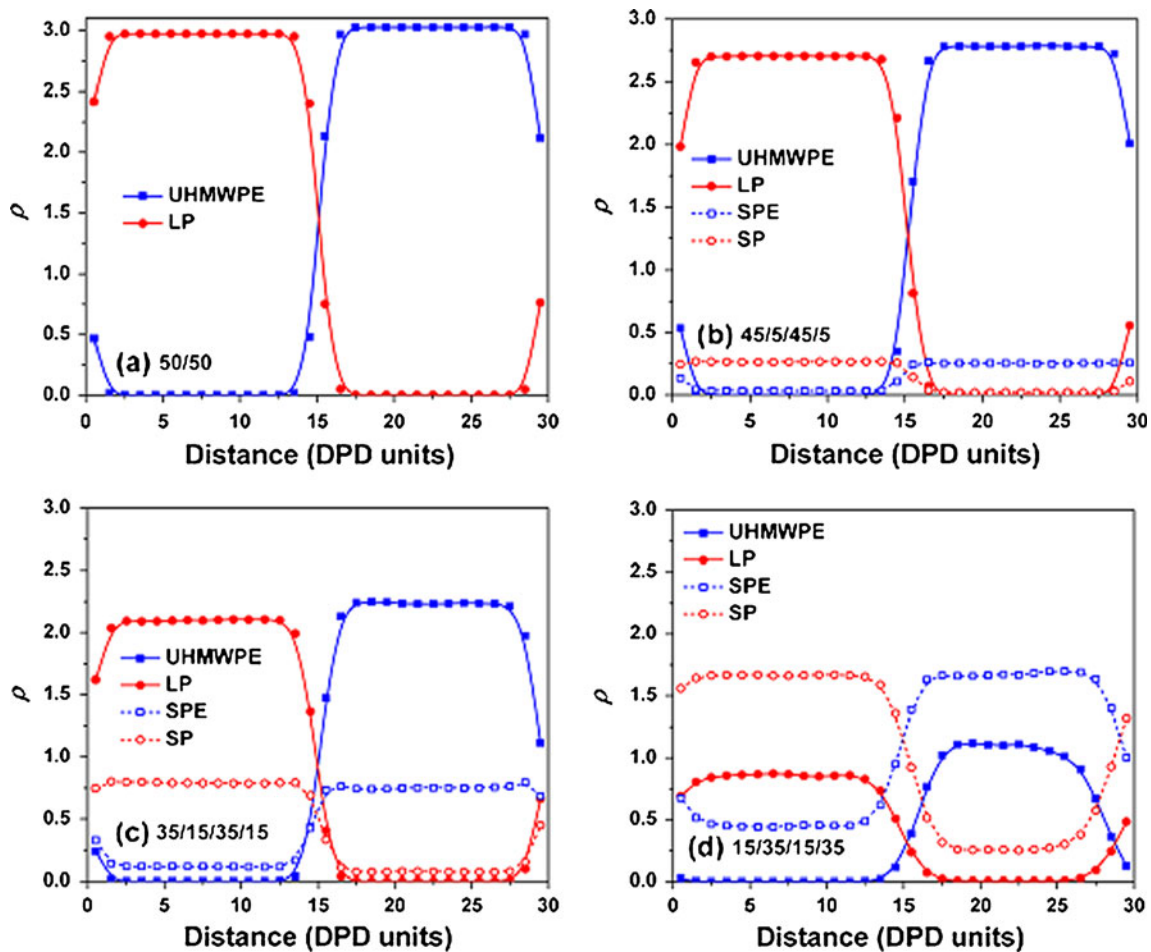 3.0
2.5
2.0
1.5
1.0
0.5
0.0
ρ
UHMWPE
LP
(a) 50/50
0 5 10 15 20 25 30
Distance (DPD units)
3.0
2.5
2.0
1.5
1.0
0.5
0.0
ρ
UHMWPE
LP
SPE
SP
(b) 45/5/45/5
0 5 10 15 20 25 30
Distance (DPD units)
3.0
2.5
2.0
1.5
1.0
0.5
0.0
ρ
UHMWPE
LP
SPE
SP
(c) 35/15/35/15
0 5 10 15 20 25 30
Distance (DPD units)
3.0
2.5
2.0
1.5
1.0
0.5
0.0
ρ
UHMWPE
LP
SPE
SP
(d) 15/35/15/35
0 5 10 15 20 25 30
Distance (DPD units)